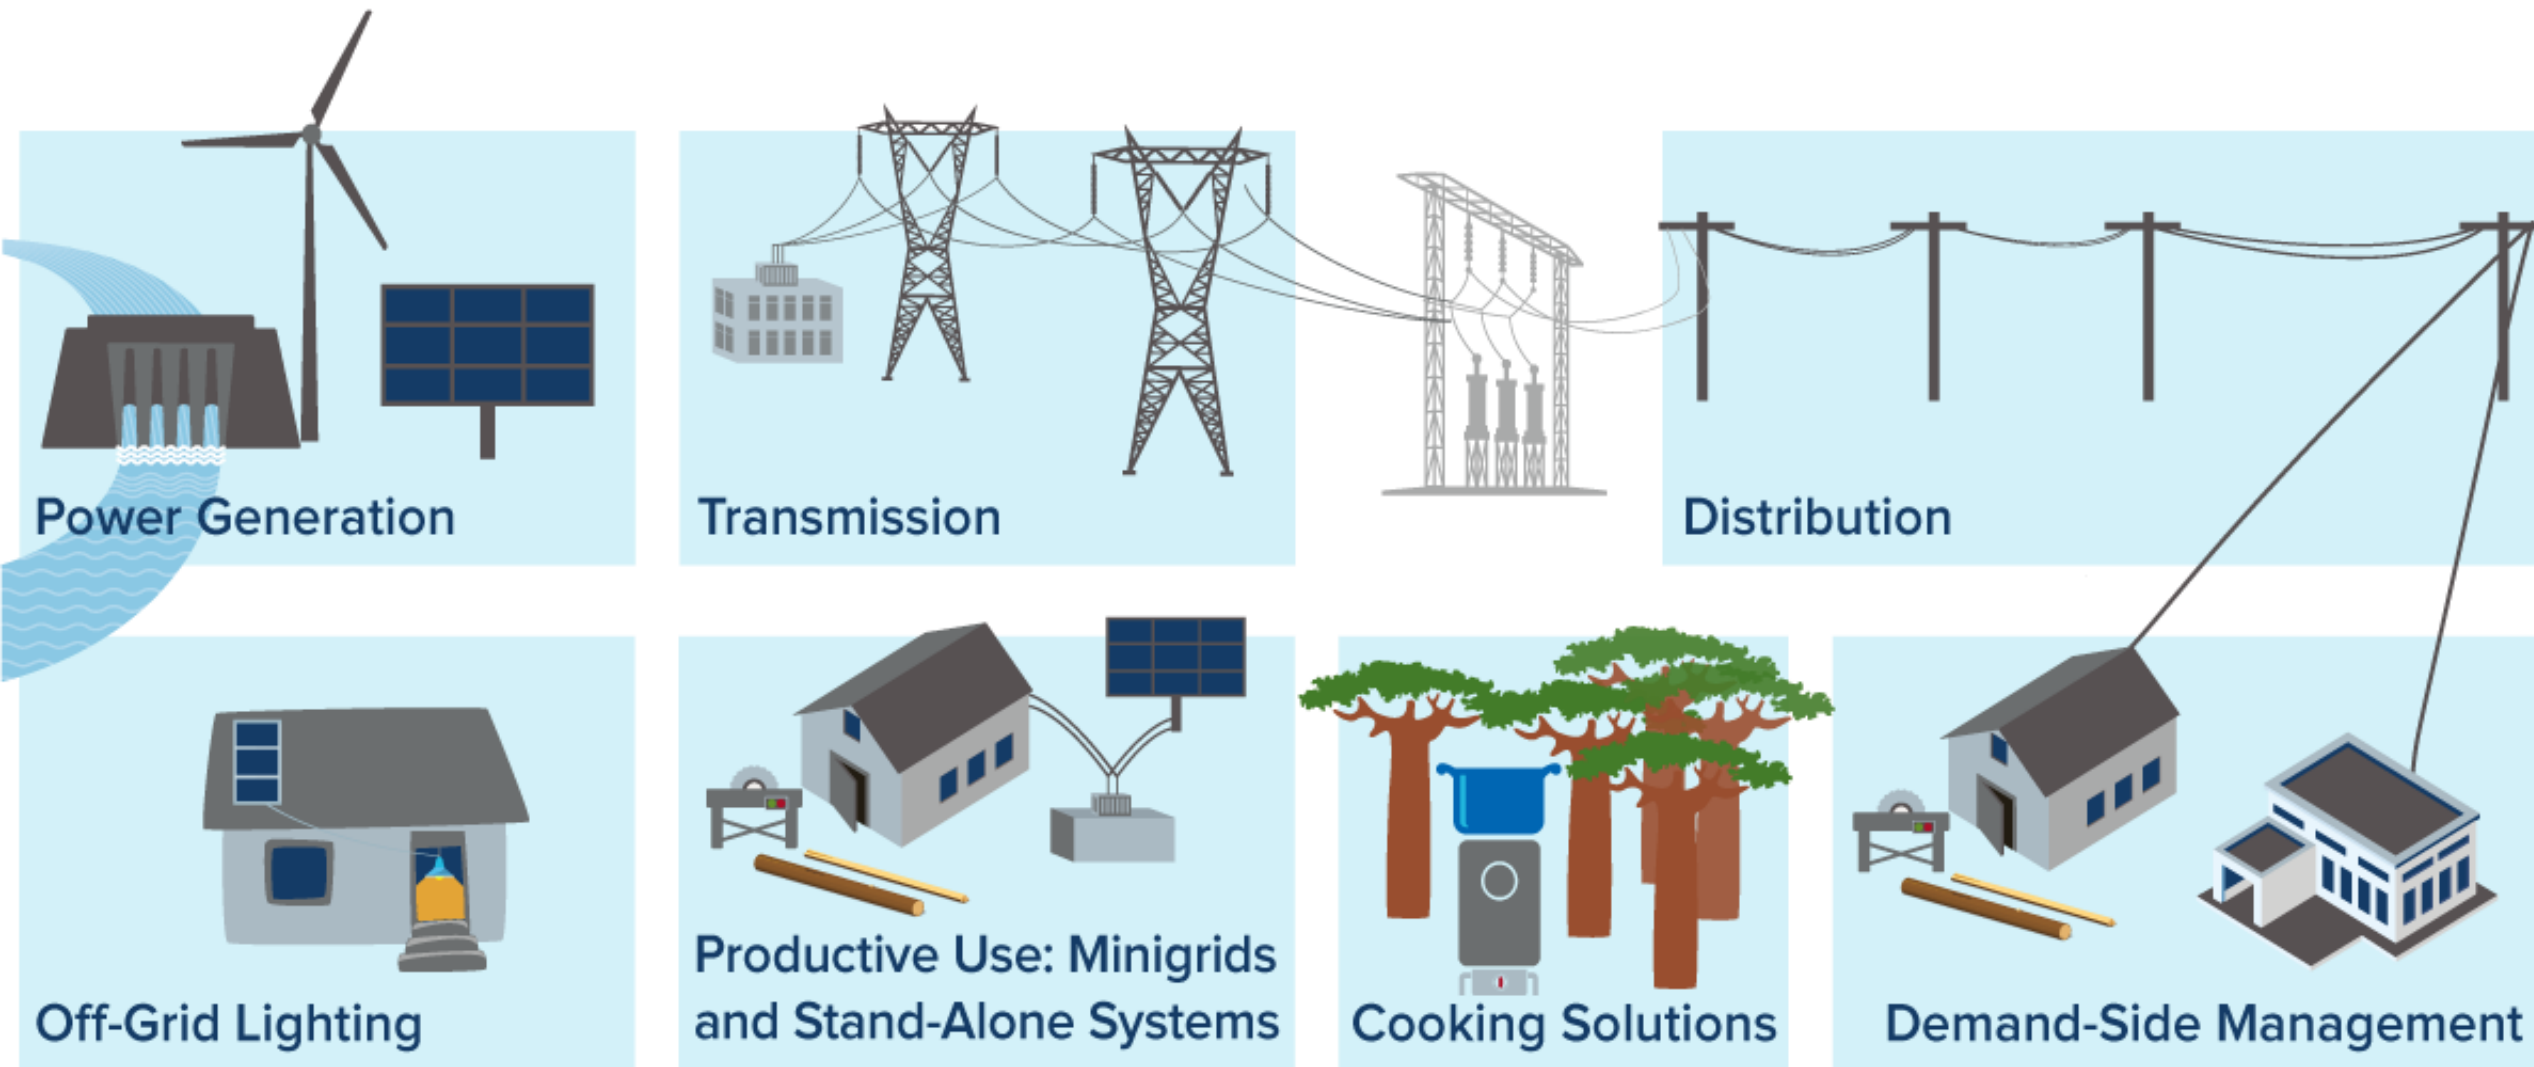 Power Generation
Transmission
Distribution
Off-Grid Lighting
Productive Use: Minigrids
and Stand-Alone Systems
Cooking Solutions
Demand-Side Management